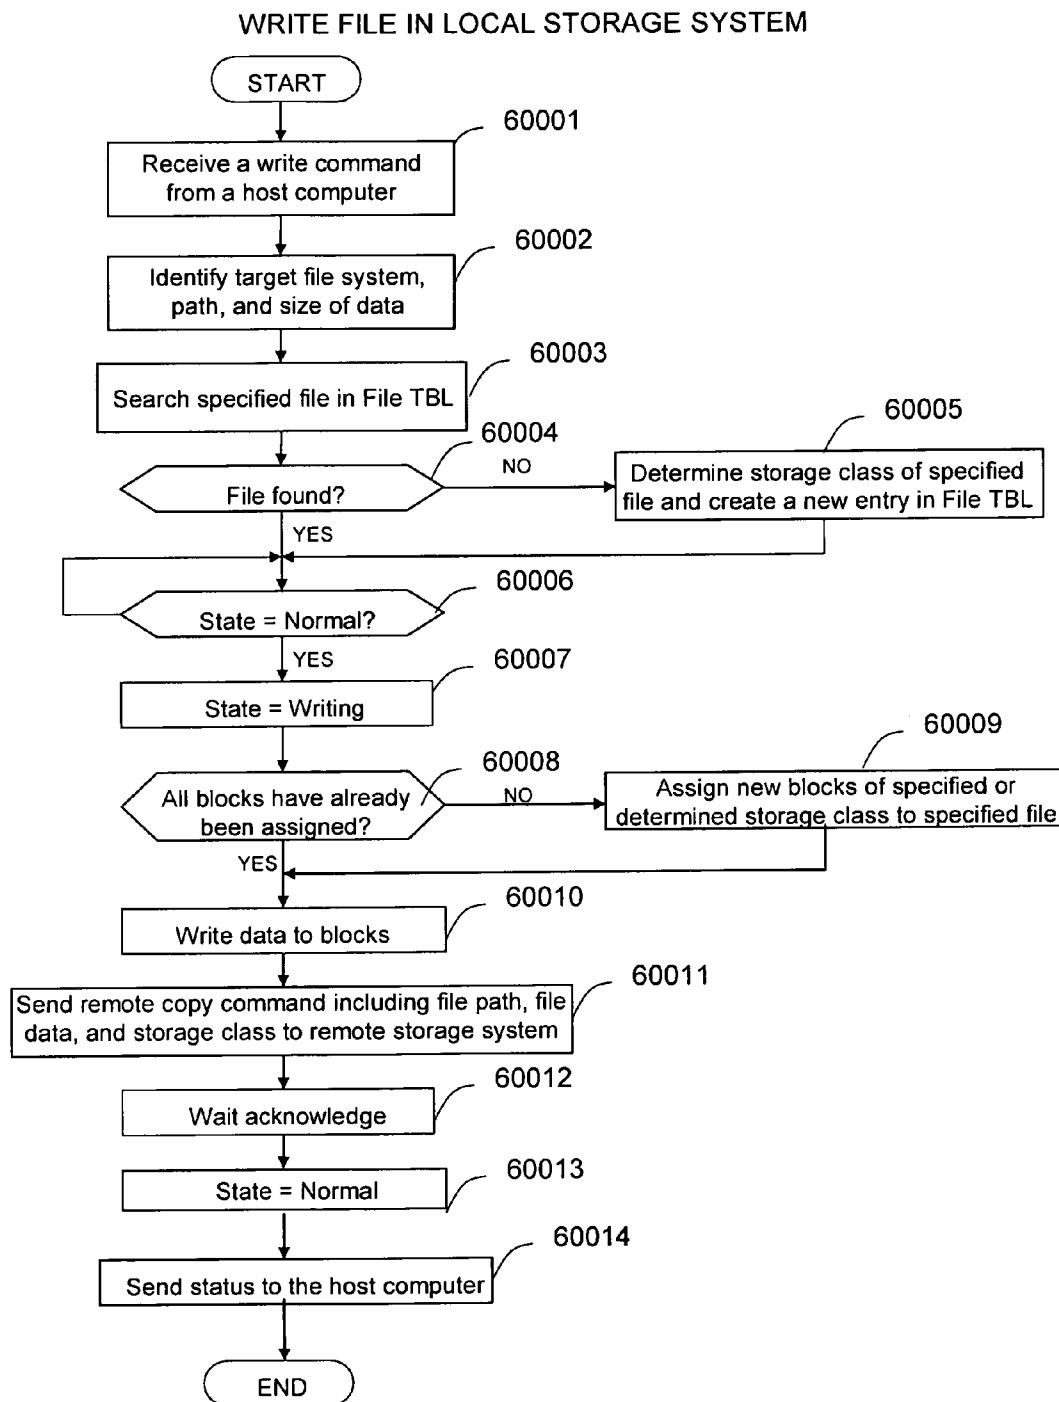 WRITE FILE IN LOCAL STORAGE SYSTEM
START
60001
Receive a write command
from a host computer
60002
Identify target file system,
path, and size of data
60003
Search specified file in File TBL
60004
File found?
NO
60005
Determine storage class of specified
file and create a new entry in File TBL
YES
60006
State = Normal?
YES
60007
State = Writing
60008
All blocks have already
been assigned?
NO
60009
Assign new blocks of specified or
determined storage class to specified file
YES
60010
Write data to blocks
60011
Send remote copy command including file path, file
data, and storage class to remote storage system
60012
Wait acknowledge
60013
State = Normal
60014
Send status to the host computer
END